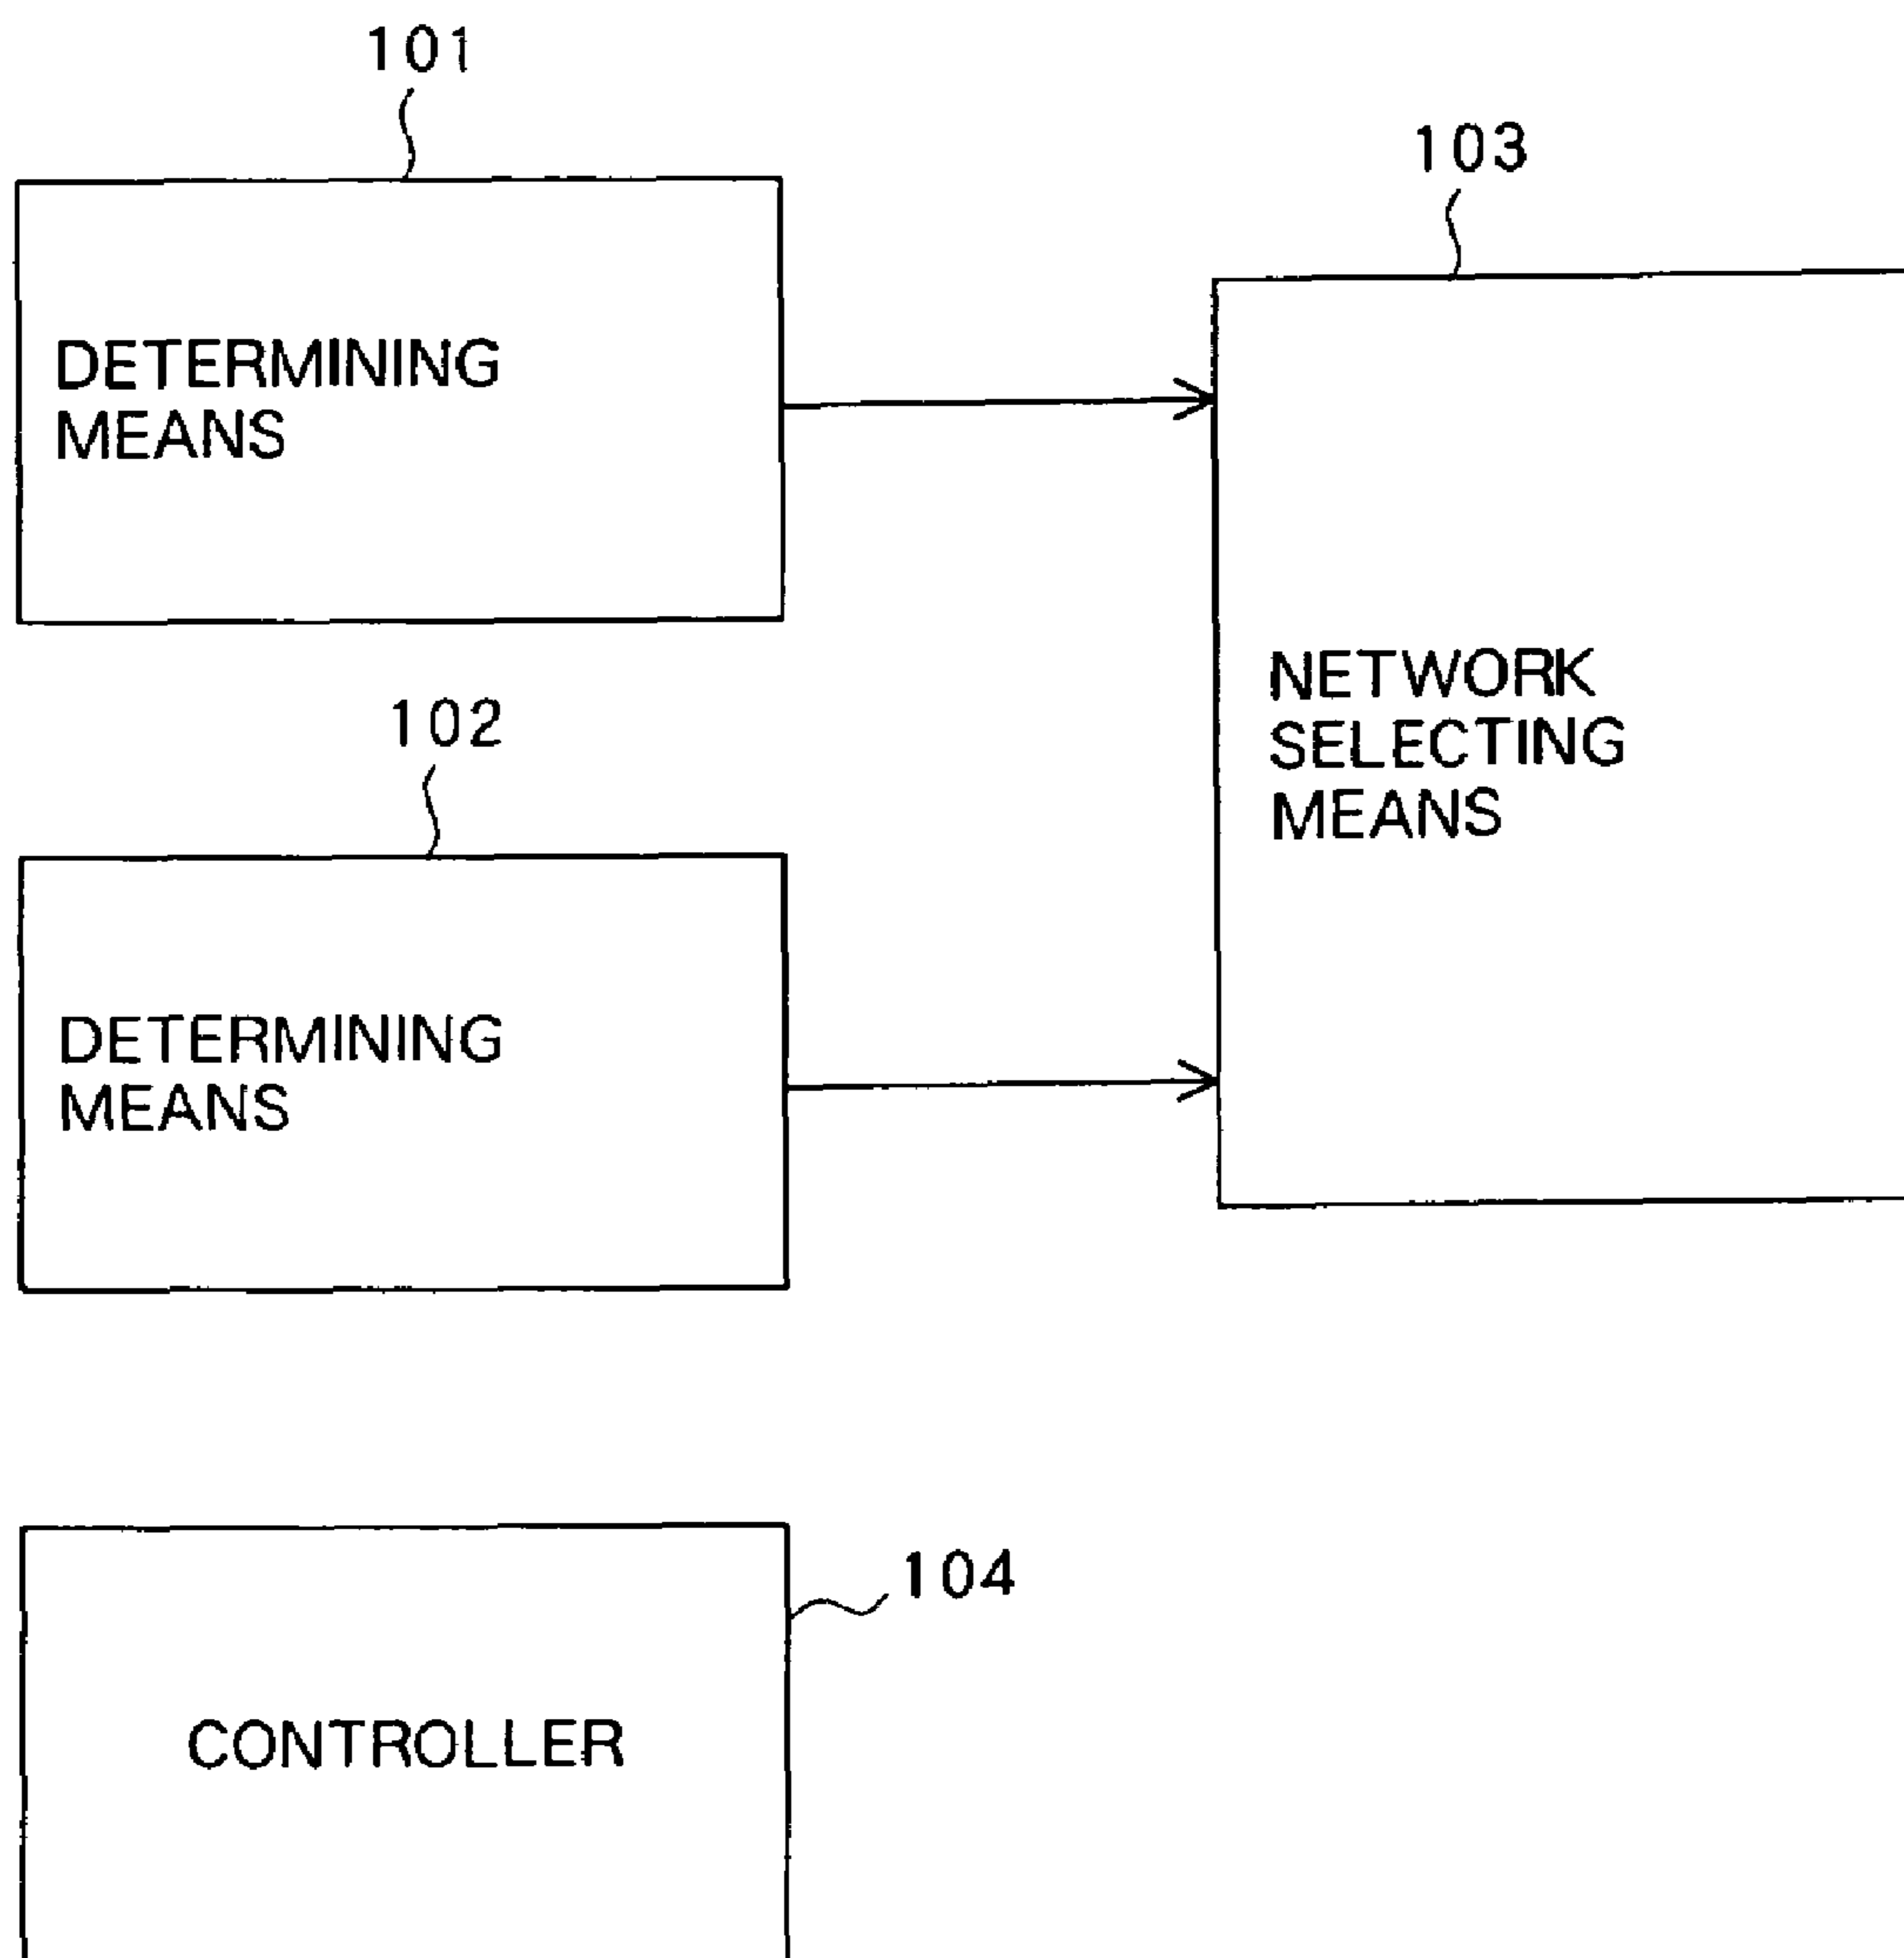 101
103
DETERMINING
MEANS
NETWORK
SELECTING
MEANS
102
DETERMINING
MEANS
104
CONTROLLER